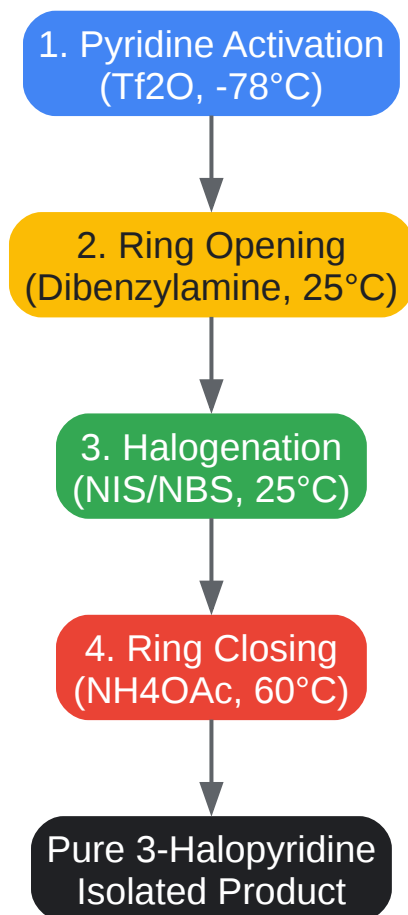 1. Pyridine Activation
(Tf2O, -78°C)
2. Ring Opening
(Dibenzylamine, 25°C)
3. Halogenation
(NIS/NBS, 25°C)
4. Ring Closing
(NH4OAc, 60°C)
Pure 3-Halopyridine
Isolated Product